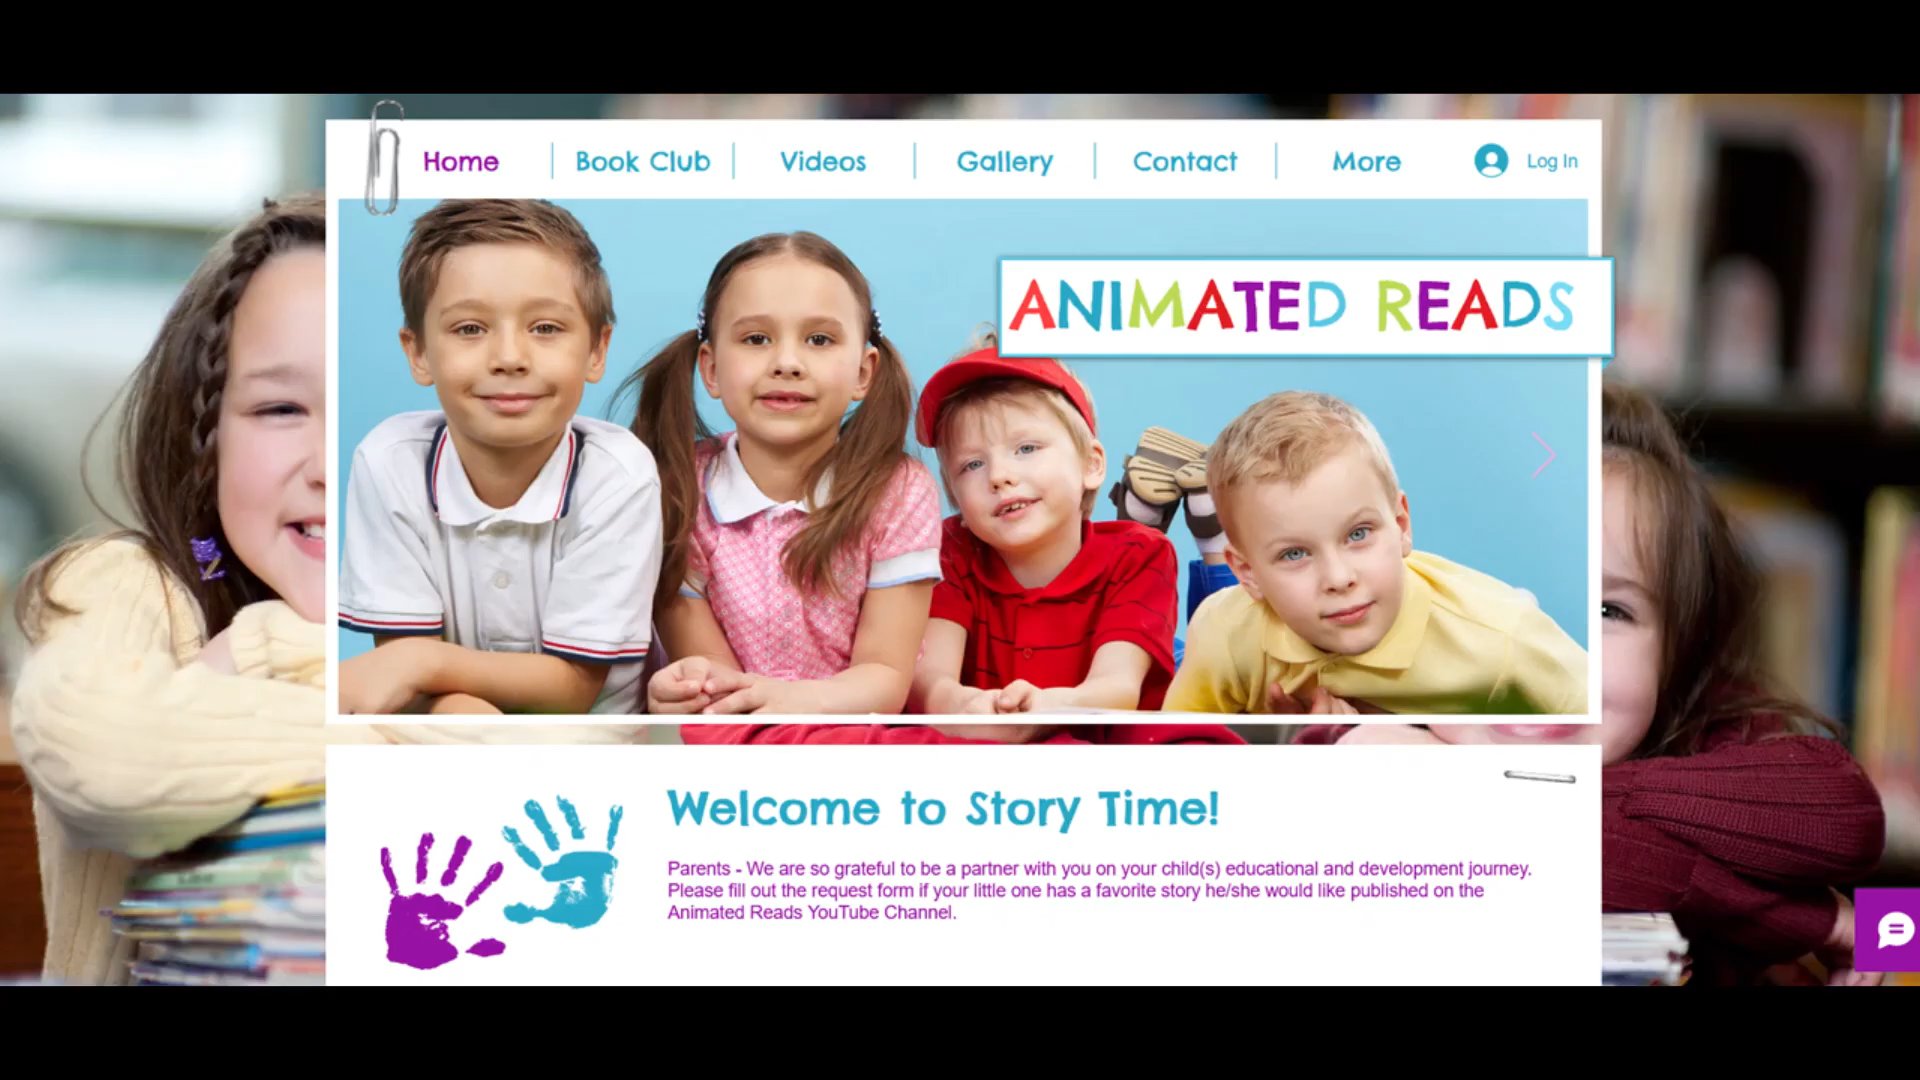 Home Book Club Videos Gallery Contact More Log In
ANIMATED READS
Welcome to Story Time!
Parents - We are so grateful to be a partner with you on your child(s) educational and development journey.
Please fill out the request form if your little one has a favorite story he/she would like published on the
Animated Reads YouTube Channel.